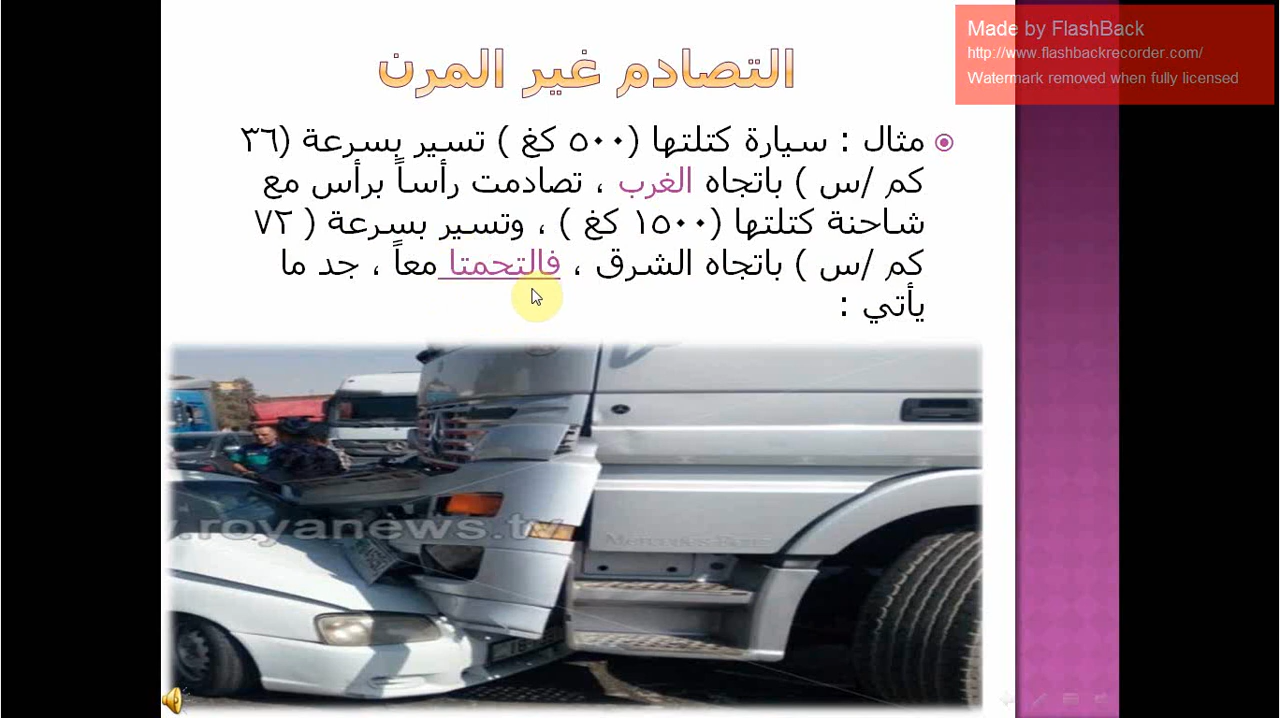 Made by FlashBack
http://www.flashbackrecorder.com/
Watermark removed when fully licensed
التصادم غير المرن
مثال : سيارة كتلتها (٥٠٠ كغ ) تسير بسرعة (٣٦
كم /س ) باتجاه الغرب ، تصادمت رأساً برأس مع
شاحنة كتلتها (١٥٠٠ كغ ) ، وتسير بسرعة ( ٧٢
كم /س ) باتجاه الشرق ، فالتحمتا معاً ، جد ما
يأتي :
.royanews.tv